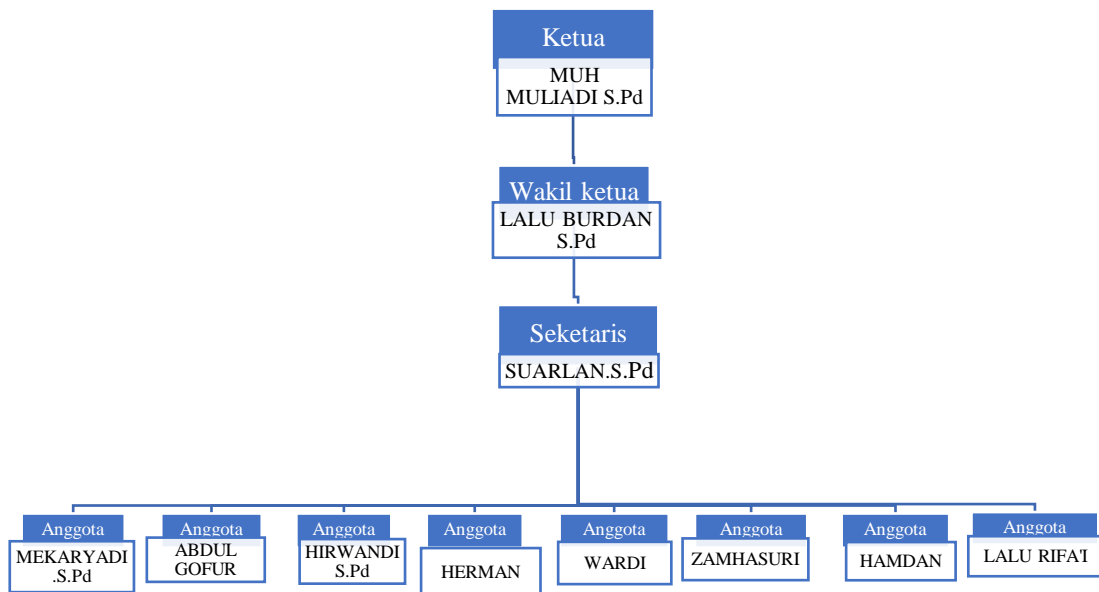 Ketua
MUH
MULIADI S.Pd
Wakil ketua
LALU BURDAN
S.Pd
Seketaris
SUARLAN.S.Pd
Anggota
MEKARYADI
.S.Pd
Anggota
ABDUL
GOFUR
Anggota
HIRWANDI
S.Pd
Anggota
HERMAN
Anggota
WARDI
Anggota
ZAMHASURI
Anggota
HAMDAN
Anggota
LALU RIFA'I